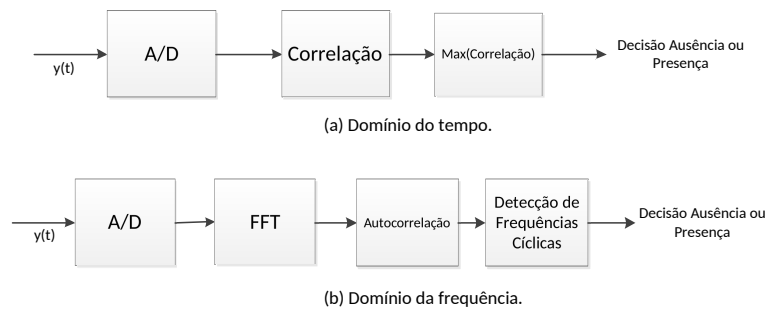 A/D
Correlação
Max(Correlação)
Decisão Ausência ou
Presença
y(t)
(a) Domínio do tempo.
A/D
FFT
Autocorrelação
Detecção de
Frequências
Cíclicas
Decisão Ausência ou
Presença
y(t)
(b) Domínio da frequência.